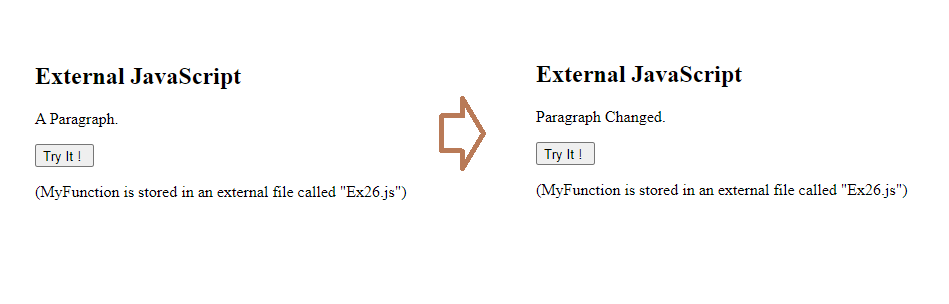 External JavaScript
A Paragraph.
Try It !
(MyFunction is stored in an external file called "Ex26.js")
External JavaScript
Paragraph Changed.
Try It !
(MyFunction is stored in an external file called "Ex26.js")